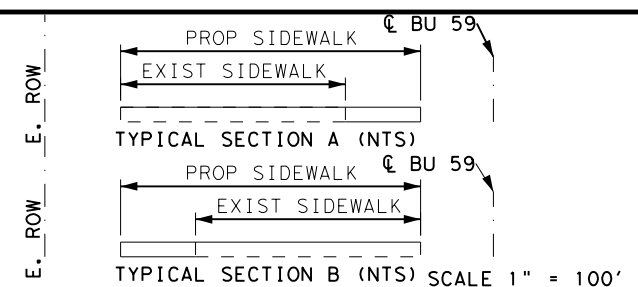 ℄ BU 59
PROP SIDEWALK
EXIST SIDEWALK
E. ROW
TYPICAL SECTION A (NTS)
℄ BU 59
PROP SIDEWALK
EXIST SIDEWALK
E. ROW
TYPICAL SECTION B (NTS)
SCALE 1" = 100'